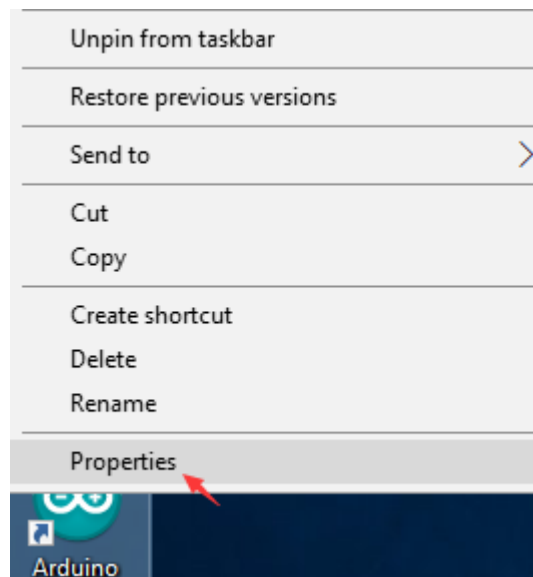 Unpin from taskbar
Restore previous versions
Send to
Cut
Copy
Create shortcut
Delete
Rename
Properties
Arduino